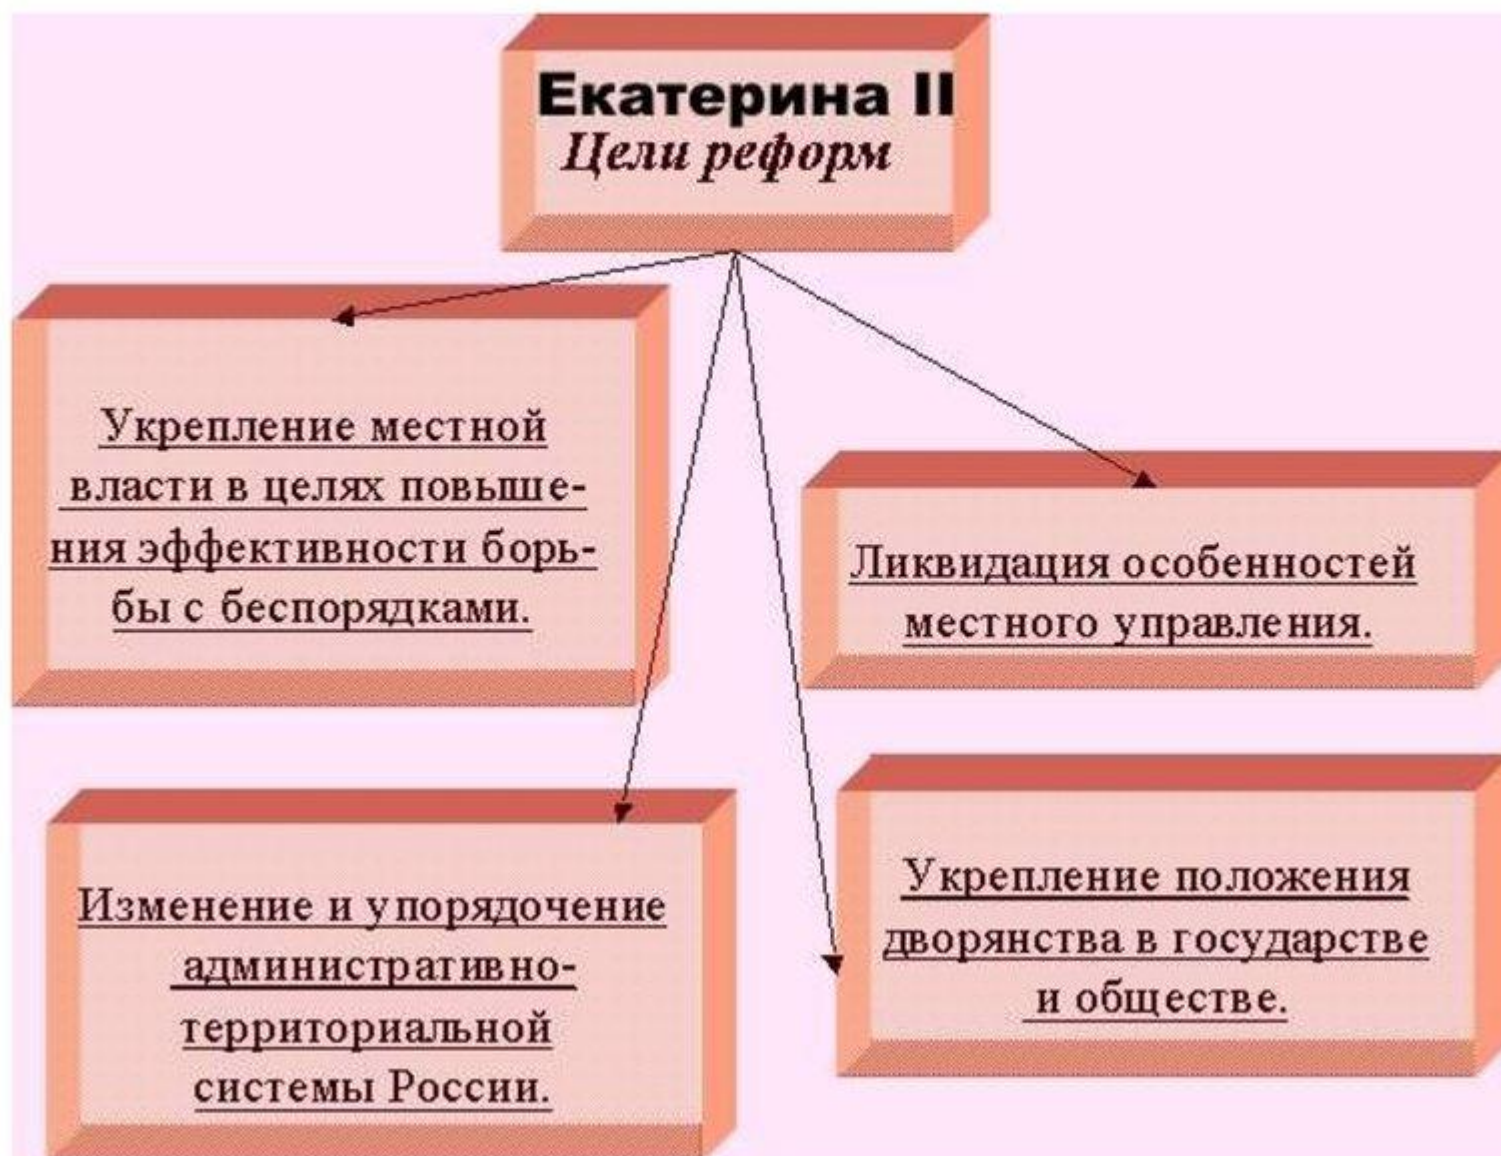 Екатерина II
Цели реформ
Укрепление местной
власти в целях повыше-
ния эффективности борь-
бы с беспорядками.
Ликвидация особенностей
местного управления.
Изменение и упорядочение
административно-
территориальной
системы России.
Укрепление положения
дворянства в государстве
и обществе.